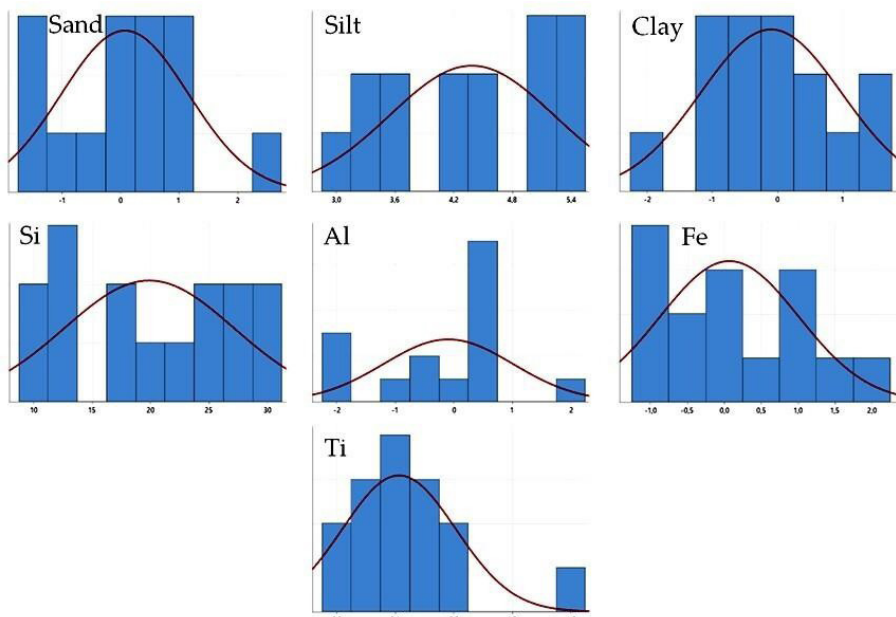 Sand
-1 0 1 2
Silt
3,0 3,6 4,2 4,8 5,4
Clay
-2 -1 0 1
Si
10 15 20 25 30
Al
-2 -1 0 1 2
Fe
-1,0 -0,5 0,0 0,5 1,0 1,5 2,0
Ti